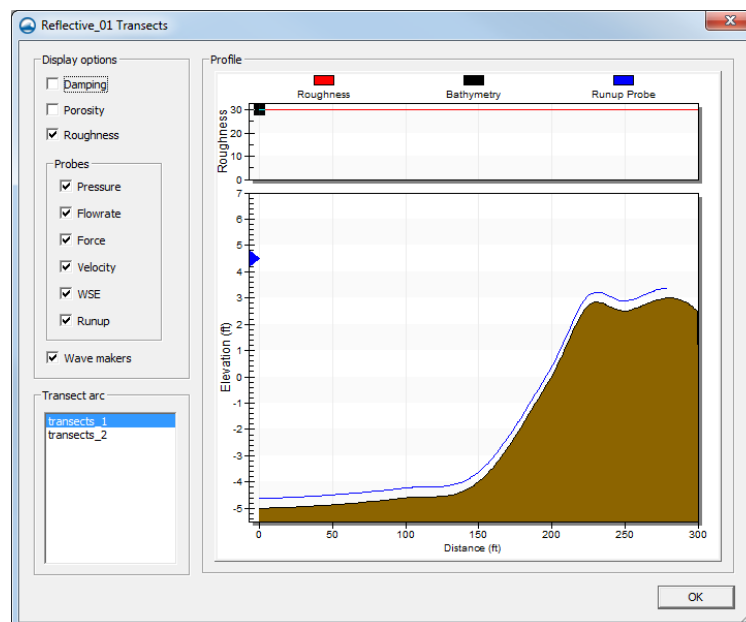 Reflective_01 Transects
Display options
Damping
Porosity
Roughness
Probes
Pressure
Flowrate
Force
Velocity
WSE
Runup
Wave makers
Transect arc
transects_1
transects_2
Profile
Roughness Bathymetry Runup Probe
Roughness
30
20
10
0
Elevation (ft)
7
6
5
4
3
2
1
0
-1
-2
-3
-4
-5
0 50 100 150 200 250 300
Distance (ft)
OK